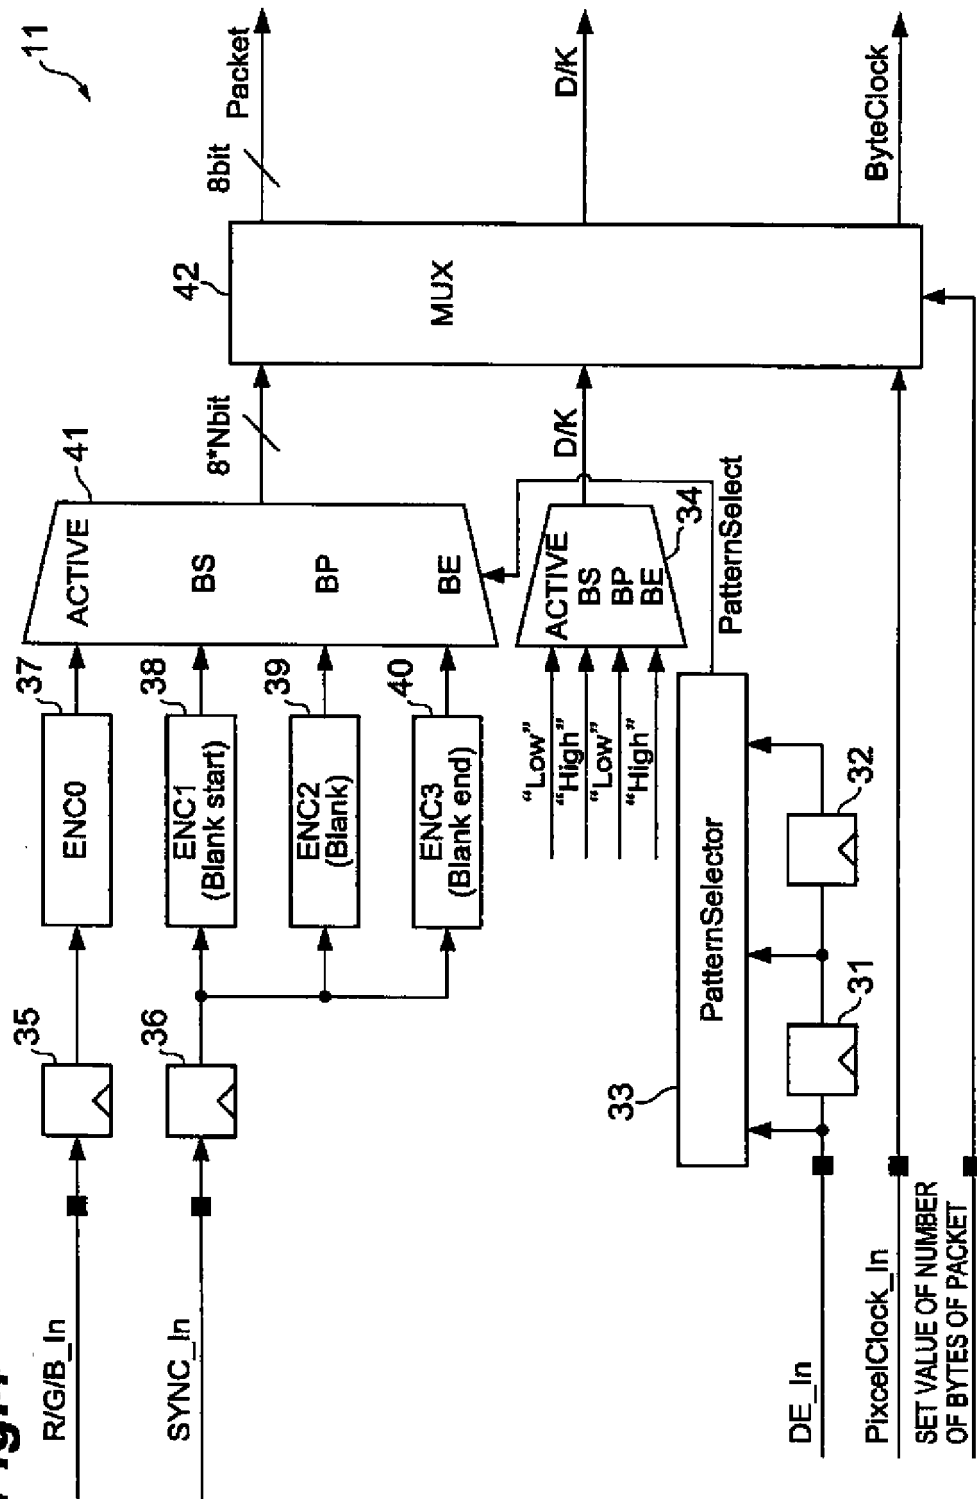 11
R/G/B_In
35
ENC0
37
ACTIVE
41
SYNC_In
36
ENC1
(Blank start)
38
BS
ENC2
(Blank)
39
BP
ENC3
(Blank end)
40
BE
8*Nbit
42
MUX
8bit
Packet
D/K
ByteClock
"Low"
"High"
"Low"
"High"
ACTIVE
BS
BP
BE
34
D/K
PatternSelect
33
PatternSelector
31
32
DE_In
PixcelClock_In
SET VALUE OF NUMBER
OF BYTES OF PACKET